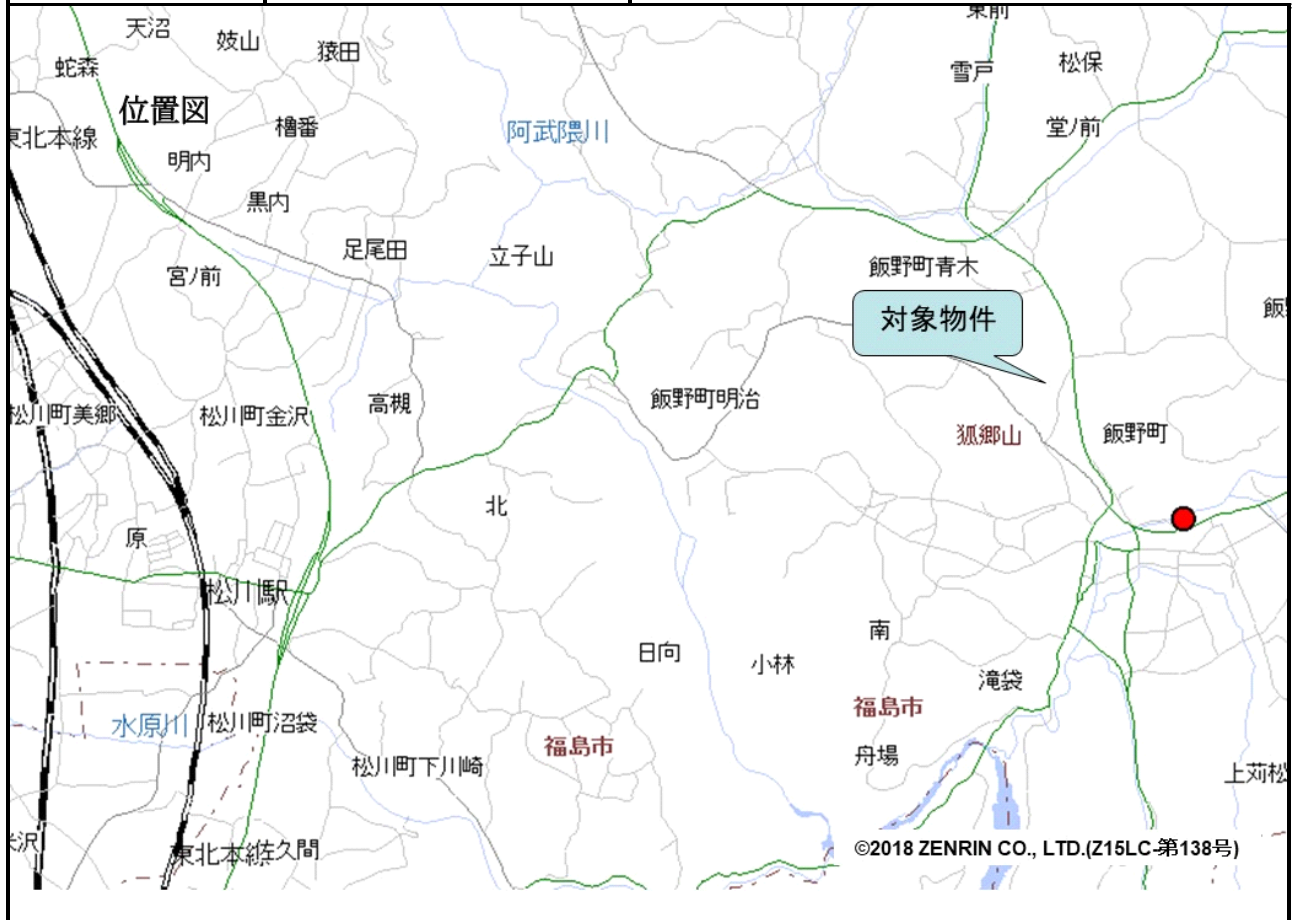 天沼
妓山
猿田
東前
蛇森
雪戸
松保
位置図
櫓番
阿武隈川
堂ノ前
東北本線
明内
黒内
足尾田
立子山
飯野町青木
宮ノ前
対象物件
飯野町明治
高槻
松川町美郷
松川町金沢
狐郷山
飯野町
北
原
松川駅
南
日向
小林
滝袋
福島市
水原川
松川町沼袋
福島市
舟場
松川町下川崎
上苅松
東北本線
佐久間
©2018 ZENRIN CO., LTD.(Z15LC-第138号)